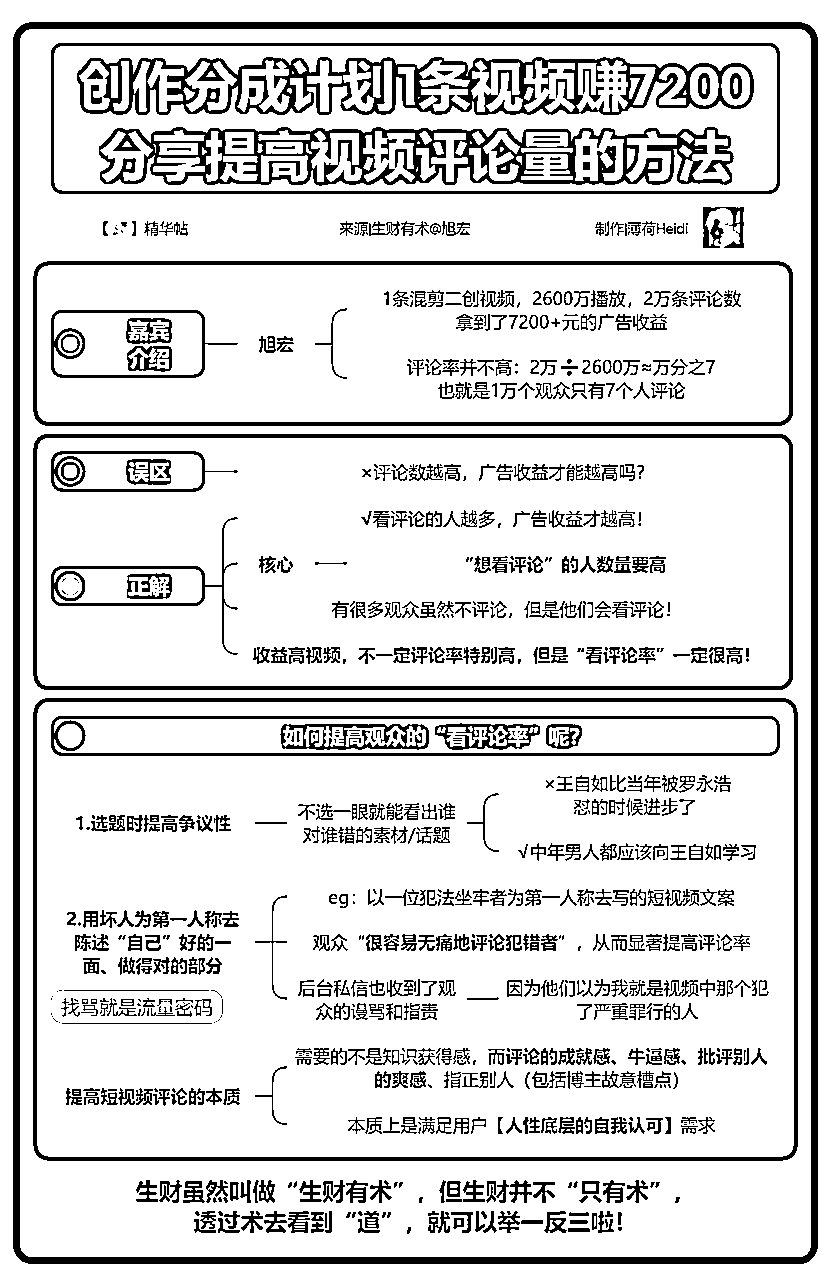 创作分成计划1条视频赚7200
分享提高视频评论量的方法
【 】精华帖
来源|生财有术@旭宏
制作|薄荷Heidi
嘉宾
介绍
旭宏
1条混剪二创视频，2600万播放，2万条评论数
拿到了7200+元的广告收益
评论率并不高：2万÷2600万≈万分之7
也就是1万个观众只有7个人评论
误区
×评论数越高，广告收益才能越高吗？
正解
√看评论的人越多，广告收益才越高！
核心
“想看评论”的人数量要高
有很多观众虽然不评论，但是他们会看评论！
收益高视频，不一定评论率特别高，但是“看评论率”一定很高！
如何提高观众的“看评论率”呢？
1.选题时提高争议性
不选一眼就能看出谁
对谁错的素材/话题
×王自如比当年被罗永浩
怼的时候进步了
√中年男人都应该向王自如学习
2.用坏人为第一人称去
陈述“自己”好的一
面、做得对的部分
找骂就是流量密码
eg：以一位犯法坐牢者为第一人称去写的短视频文案
观众“很容易无痛地评论犯错者”，从而显著提高评论率
后台私信也收到了观
众的谩骂和指责
因为他们以为我就是视频中那个犯
了严重罪行的人
提高短视频评论的本质
需要的不是知识获得感，而评论的成就感、牛逼感、批评别人
的爽感、指正别人（包括博主故意槽点）
本质上是满足用户【人性底层的自我认可】需求
生财虽然叫做“生财有术”，但生财并不“只有术”，
透过术去看到“道”，就可以举一反三啦！